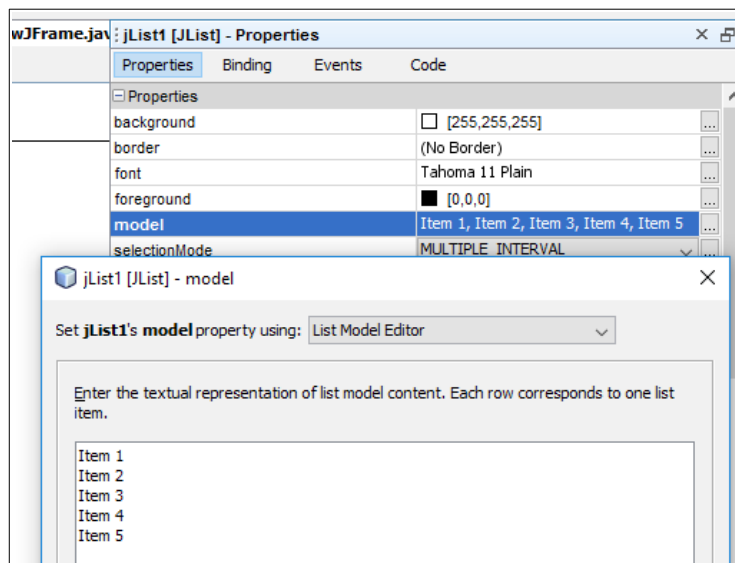 wJFrame.jav
jList1 [JList] - Properties
Properties Binding Events Code
Properties
background [255,255,255] ...
border (No Border) ...
font Tahoma 11 Plain ...
foreground [0,0,0] ...
model Item 1, Item 2, Item 3, Item 4, Item 5 ...
selectionMode MULTIPLE_INTERVAL ...
jList1 [JList] - model
Set jList1's model property using: List Model Editor
Enter the textual representation of list model content. Each row corresponds to one list
item.
Item 1
Item 2
Item 3
Item 4
Item 5